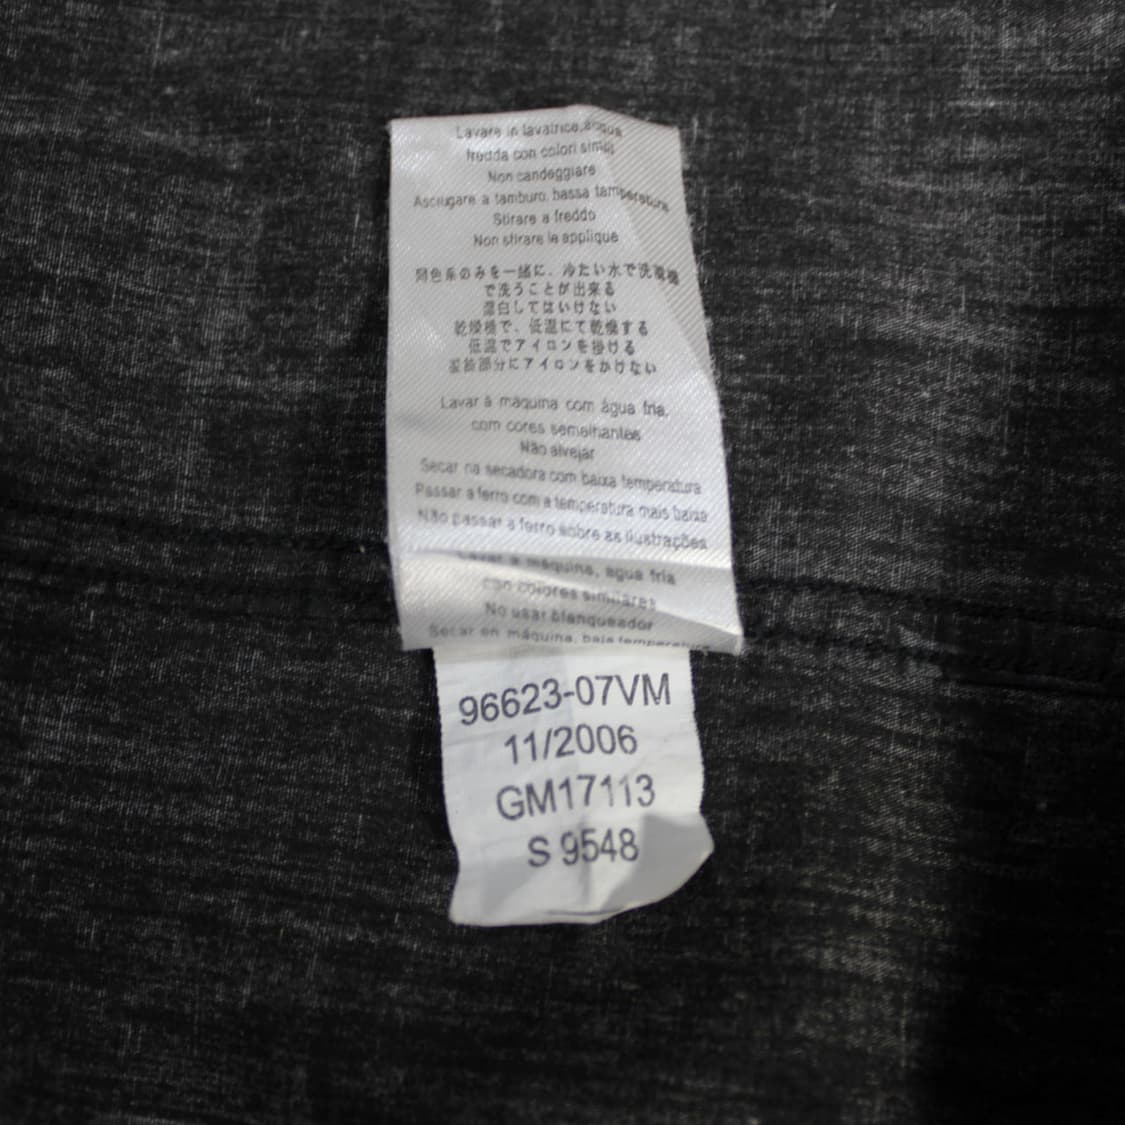 Lavare in lavatrice, acqua
fredda con colori simili
Non candeggiare
Asciugare a tamburo, bassa temperatura
Stirare a freddo
Non stirare le applique
同色系のみを一緒に、冷たい水で洗濯機
で洗うことが出来る
漂白してはいけない
乾燥機で、低温にて乾燥する
低温でアイロンを掛ける
装飾部分にアイロンをかけない
Lavar à maquina com água fria,
com cores semelhantes
Não alvejar
Secar na secadora com baixa temperatura
Passar a ferro com a temperatura mais baixa
Não passar a ferro sobre as ilustrações
Lavar a máquina, agua fria
con colores similares
No usar blanqueador
Secar en máquina, baja temperatura
96623-07VM
11/2006
GM17113
S 9548